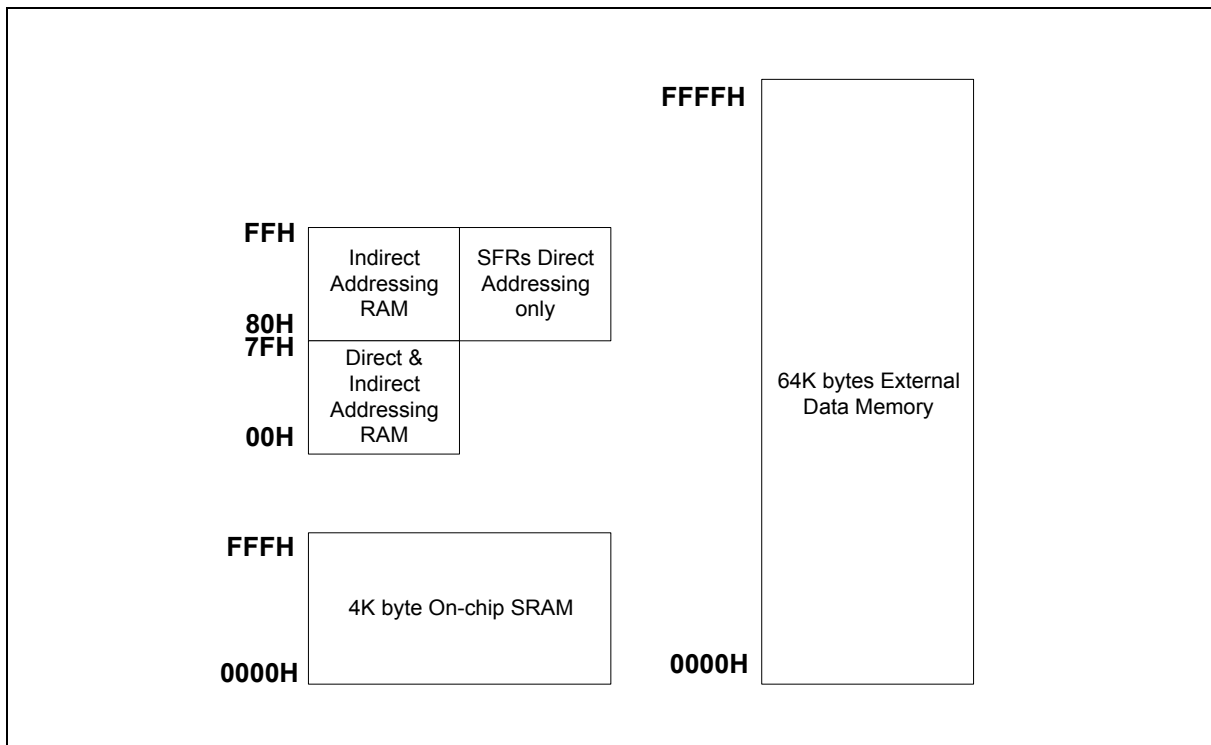 FFFFH
FFH
Indirect
Addressing
RAM
SFRs Direct
Addressing
only
80H
7FH
Direct &
Indirect
Addressing
RAM
00H
64K bytes External
Data Memory
FFFH
4K byte On-chip SRAM
0000H
0000H